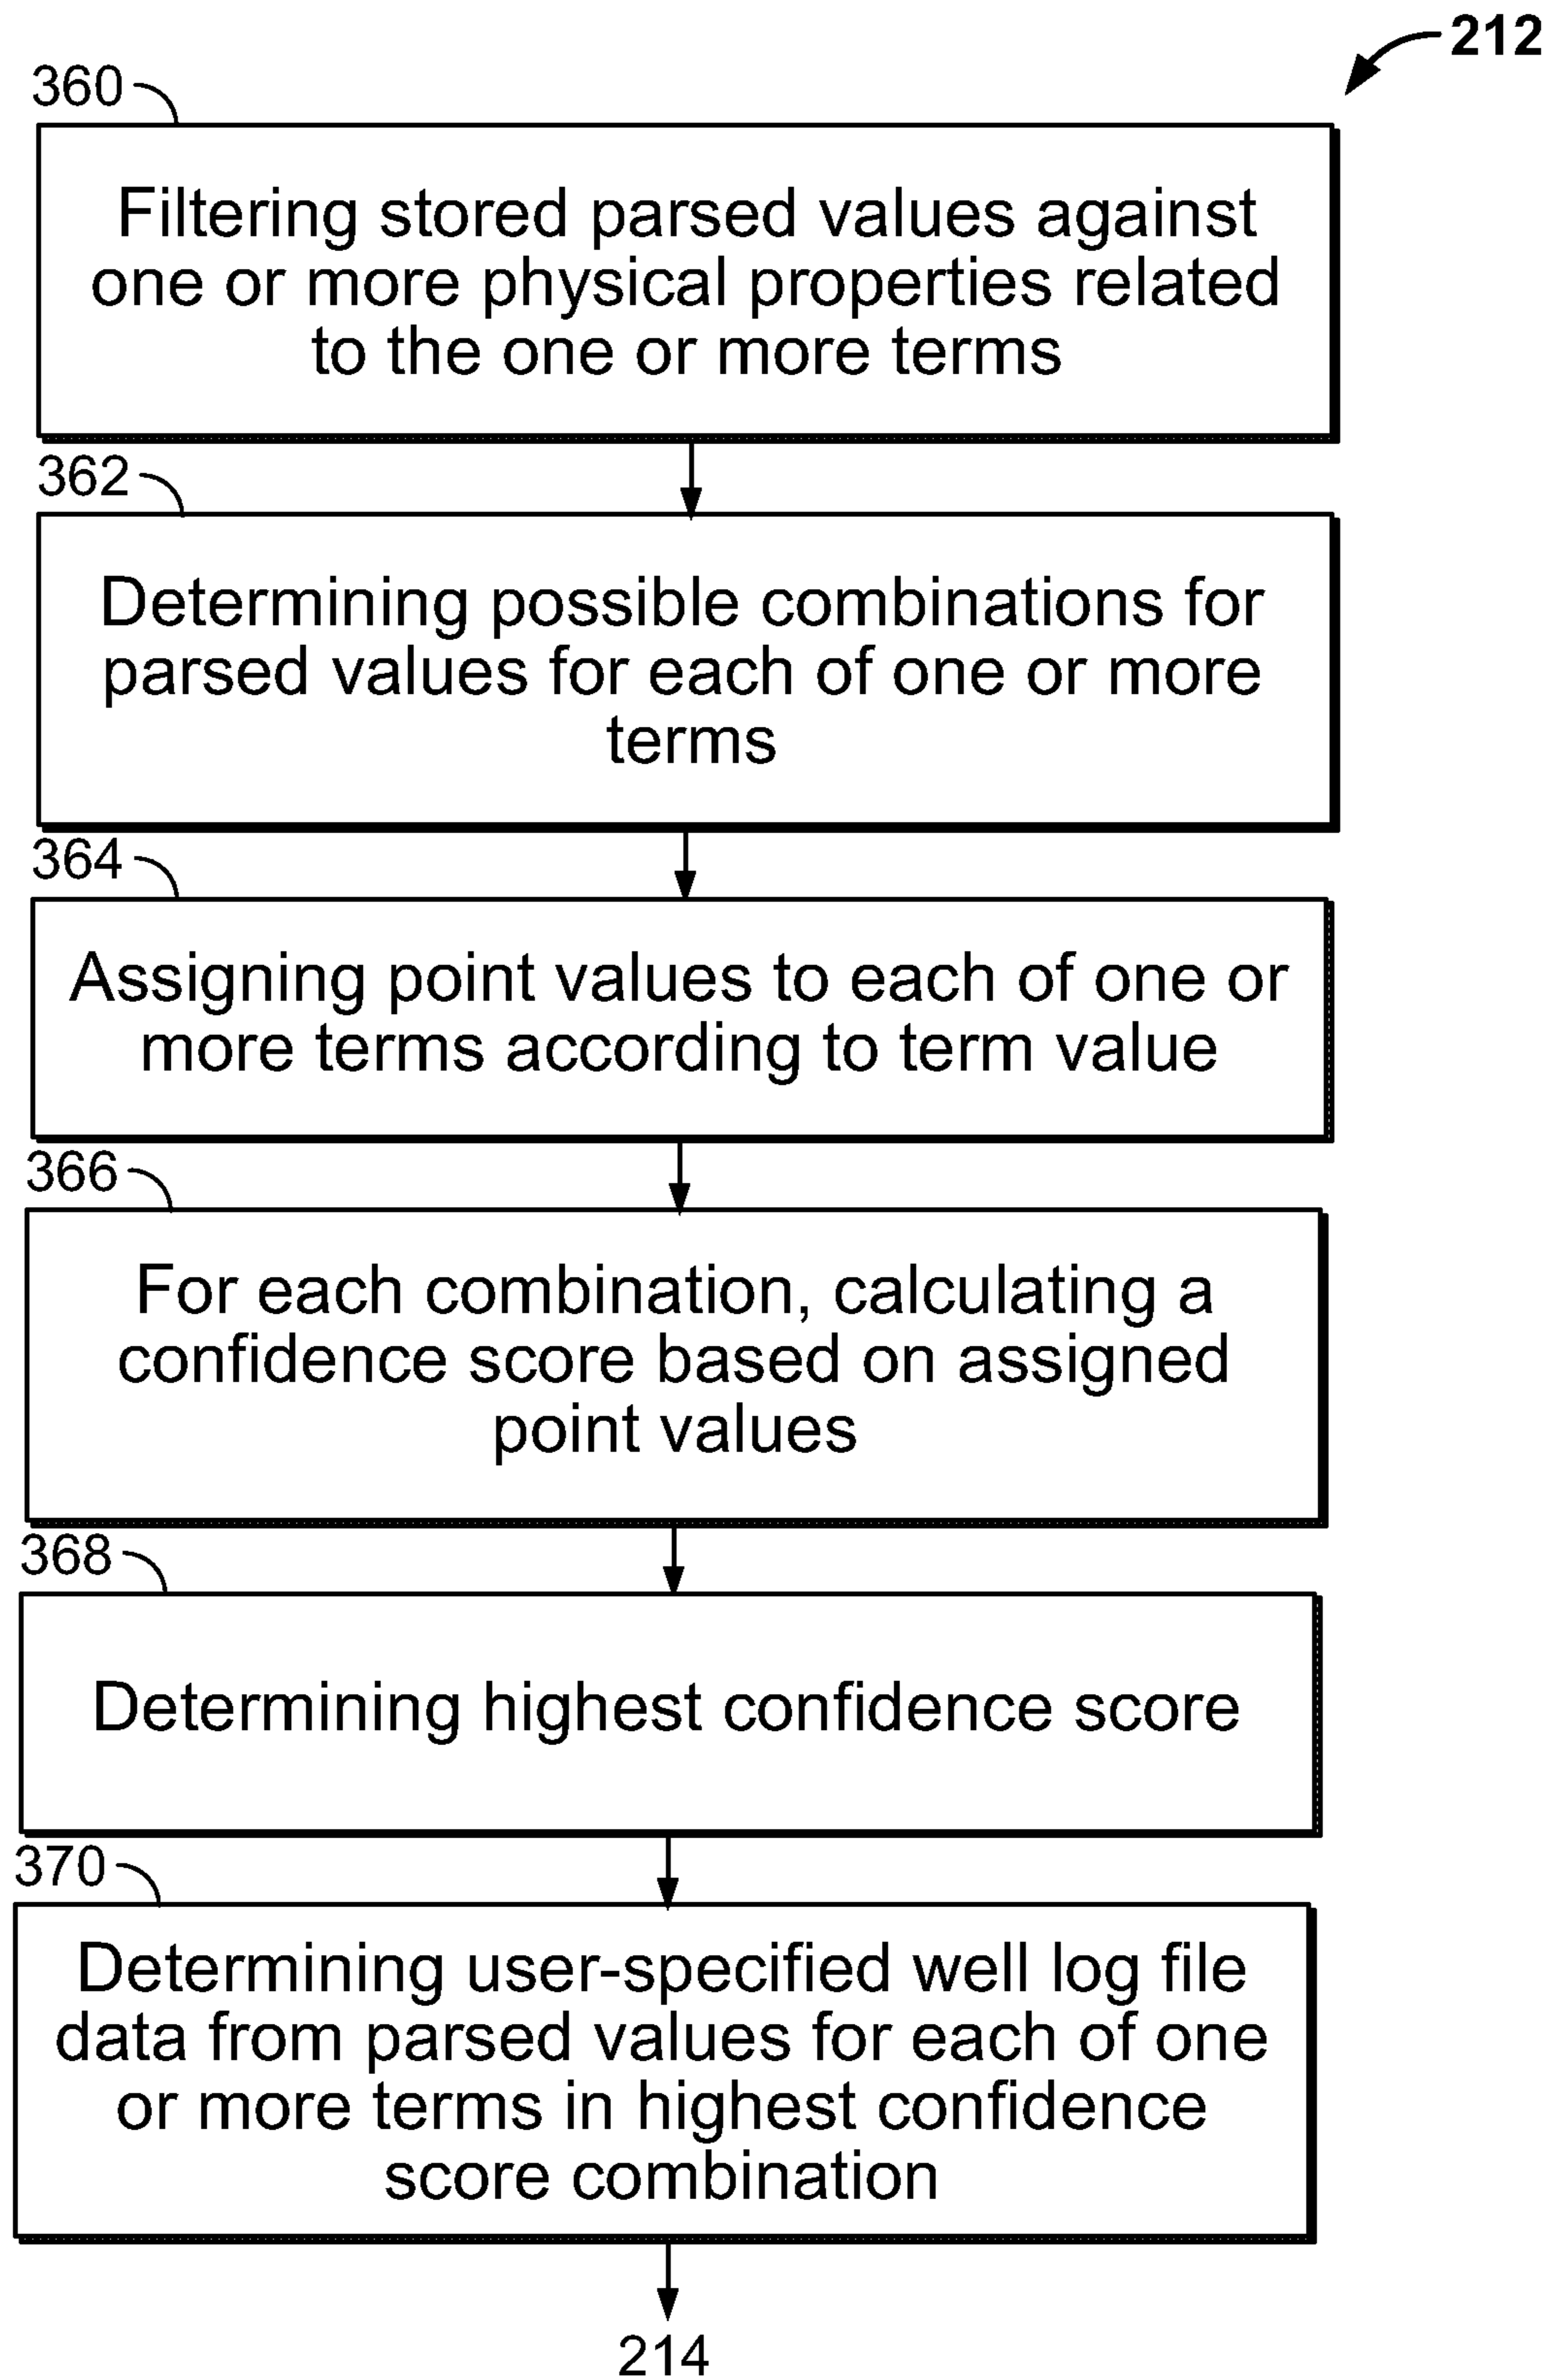 212
360
Filtering stored parsed values against
one or more physical properties related
to the one or more terms
362
Determining possible combinations for
parsed values for each of one or more
terms
364
Assigning point values to each of one or
more terms according to term value
366
For each combination, calculating a
confidence score based on assigned
point values
368
Determining highest confidence score
370
Determining user-specified well log file
data from parsed values for each of one
or more terms in highest confidence
score combination
214